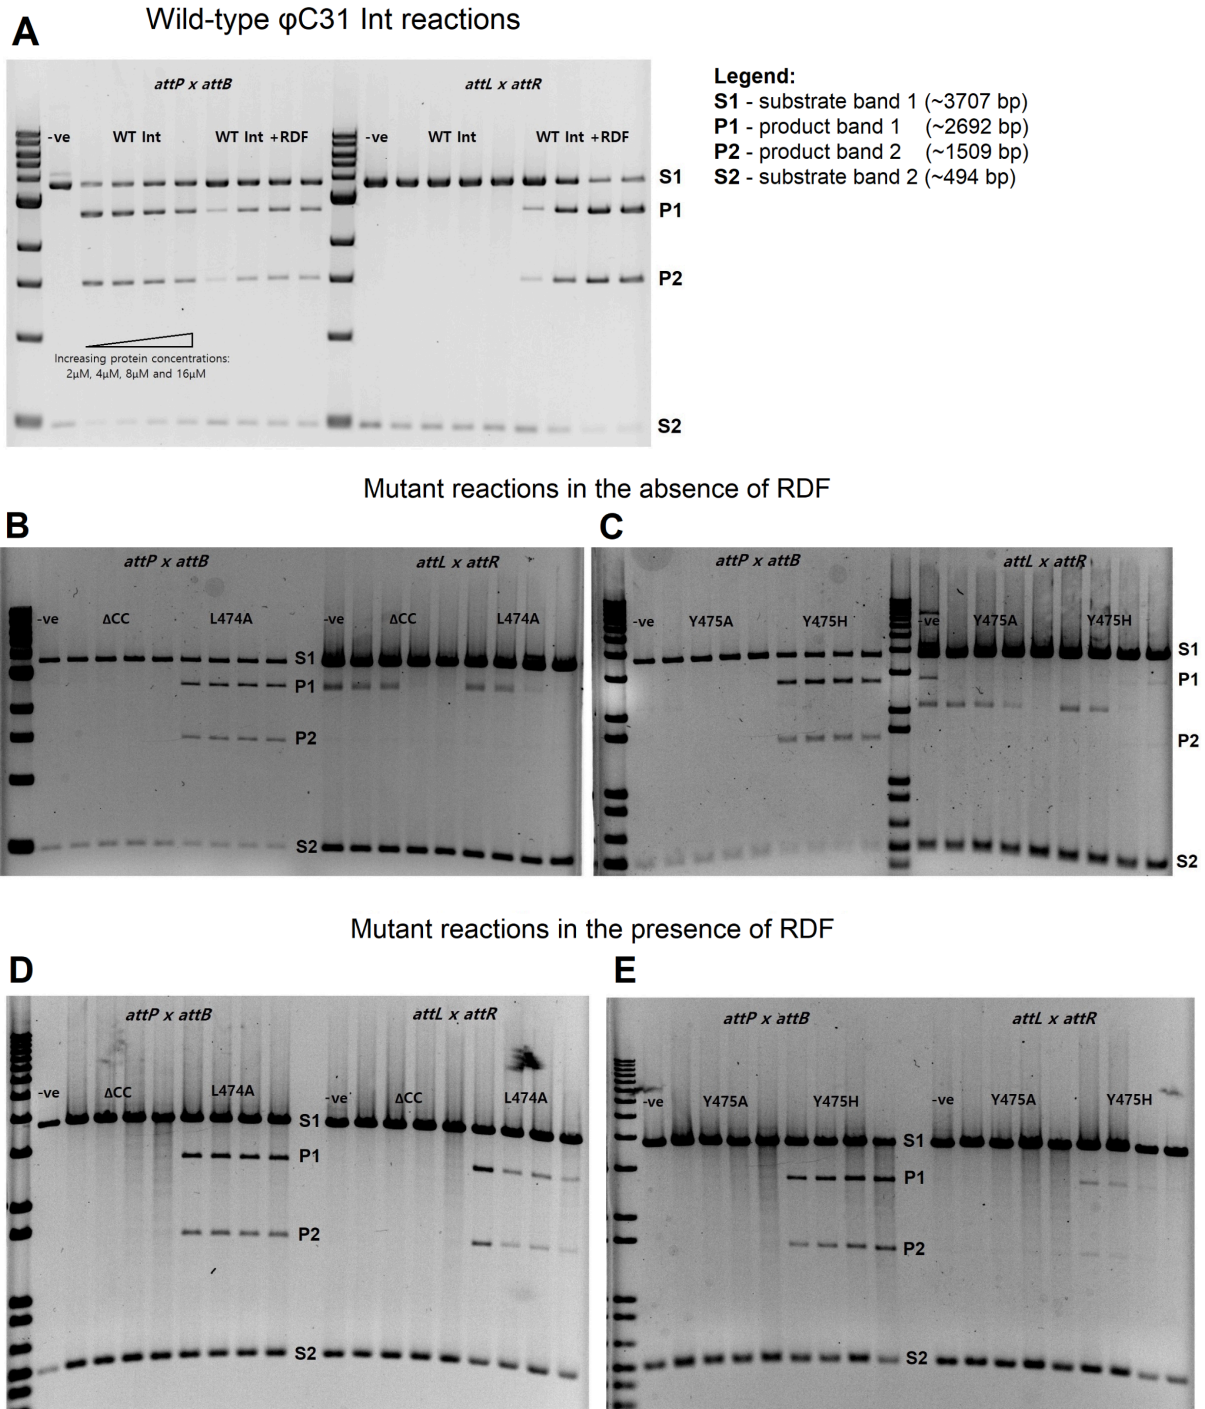 Wild-type φC31 Int reactions
A
attP x attB
attL x attR
-ve
WT Int
WT Int +RDF
-ve
WT Int
WT Int +RDF
S1
P1
P2
S2
Increasing protein concentrations:
2μM, 4μM, 8μM and 16μM
Legend:
S1 - substrate band 1 (~3707 bp)
P1 - product band 1 (~2692 bp)
P2 - product band 2 (~1509 bp)
S2 - substrate band 2 (~494 bp)
Mutant reactions in the absence of RDF
B
attP x attB
attL x attR
-ve
ΔCC
L474A
-ve
ΔCC
L474A
S1
P1
P2
S2
C
attP x attB
attL x attR
-ve
Y475A
Y475H
-ve
Y475A
Y475H
S1
P1
P2
S2
Mutant reactions in the presence of RDF
D
attP x attB
attL x attR
-ve
ΔCC
L474A
-ve
ΔCC
L474A
S1
P1
P2
S2
E
attP x attB
attL x attR
-ve
Y475A
Y475H
-ve
Y475A
Y475H
S1
P1
P2
S2